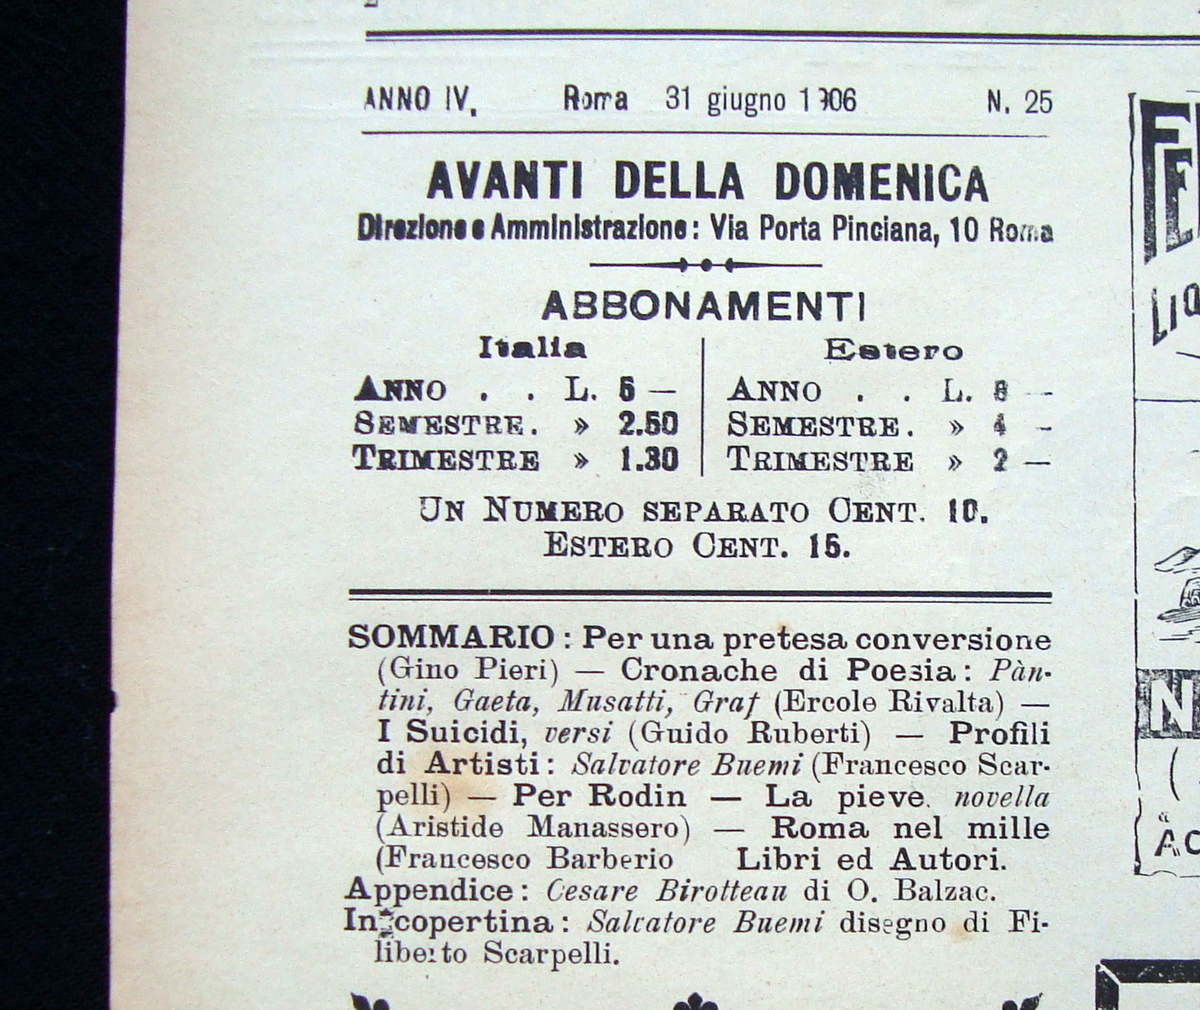 ANNO IV. Roma 31 giugno 1906 N. 25
AVANTI DELLA DOMENICA
Direzione e Amministrazione: Via Porta Pinciana, 10 Roma
ABBONAMENTI
Italia
ANNO . . L. 5 —
SEMESTRE. » 2.50
TRIMESTRE » 1.30
Estero
ANNO . . L. 8 —
SEMESTRE. » 4 —
TRIMESTRE » 2 —
UN NUMERO SEPARATO CENT. 10.
ESTERO CENT. 15.
SOMMARIO : Per una pretesa conversione
(Gino Pieri) — Cronache di Poesia : Pàn-
tini, Gaeta, Musatti, Graf (Ercole Rivalta) —
I Suicidi, versi (Guido Ruberti) — Profili
di Artisti : Salvatore Buemi (Francesco Scar-
pelli) — Per Rodin — La pieve. novella
(Aristide Manassero) — Roma nel mille
(Francesco Barberio Libri ed Autori.
Appendice : Cesare Birotteau di O. Balzac.
In copertina : Salvatore Buemi disegno di Fi-
liberto Scarpelli.